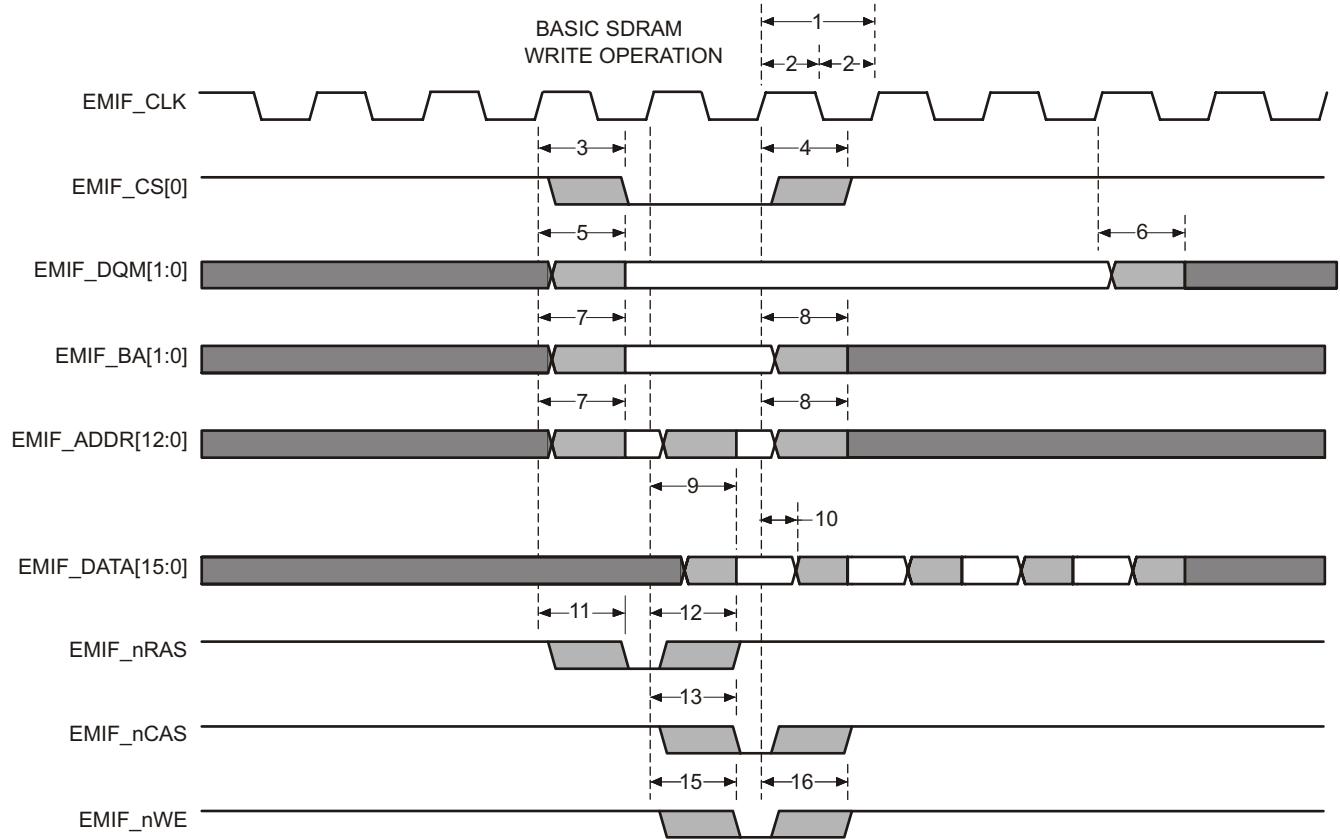 BASIC SDRAM
WRITE OPERATION
1
2 2
EMIF_CLK
3 4
EMIF_CS[0]
5 6
EMIF_DQM[1:0]
7 8
EMIF_BA[1:0]
7 8
EMIF_ADDR[12:0]
9
10
EMIF_DATA[15:0]
11 12
EMIF_nRAS
13
EMIF_nCAS
15 16
EMIF_nWE